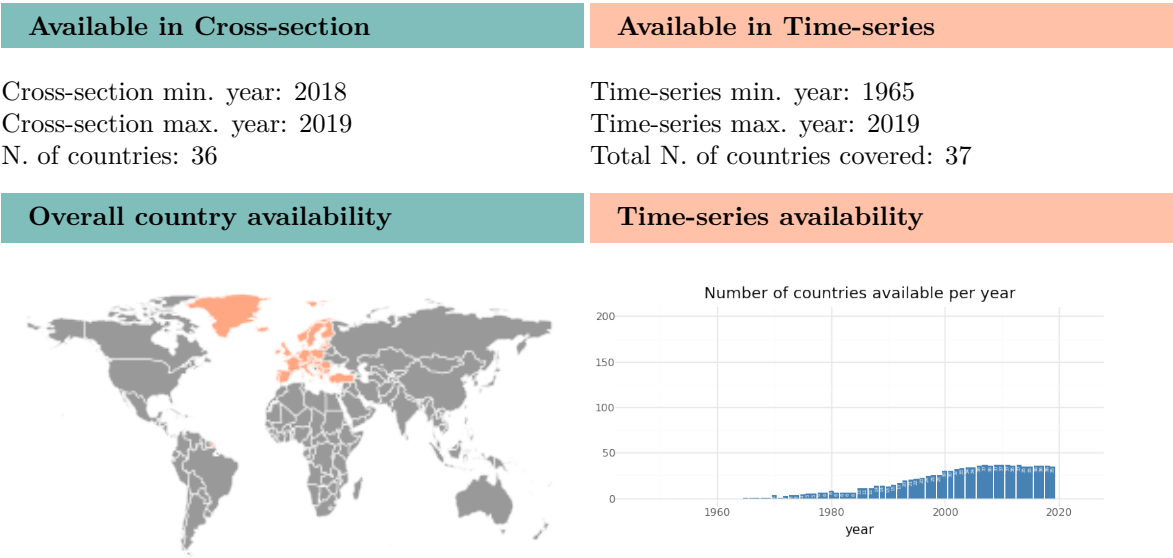 Available in Cross-section
Available in Time-series
Cross-section min. year: 2018
Cross-section max. year: 2019
N. of countries: 36
Time-series min. year: 1965
Time-series max. year: 2019
Total N. of countries covered: 37
Overall country availability
Time-series availability
Number of countries available per year
200
150
100
50
0
1960
1980
2000
2020
year